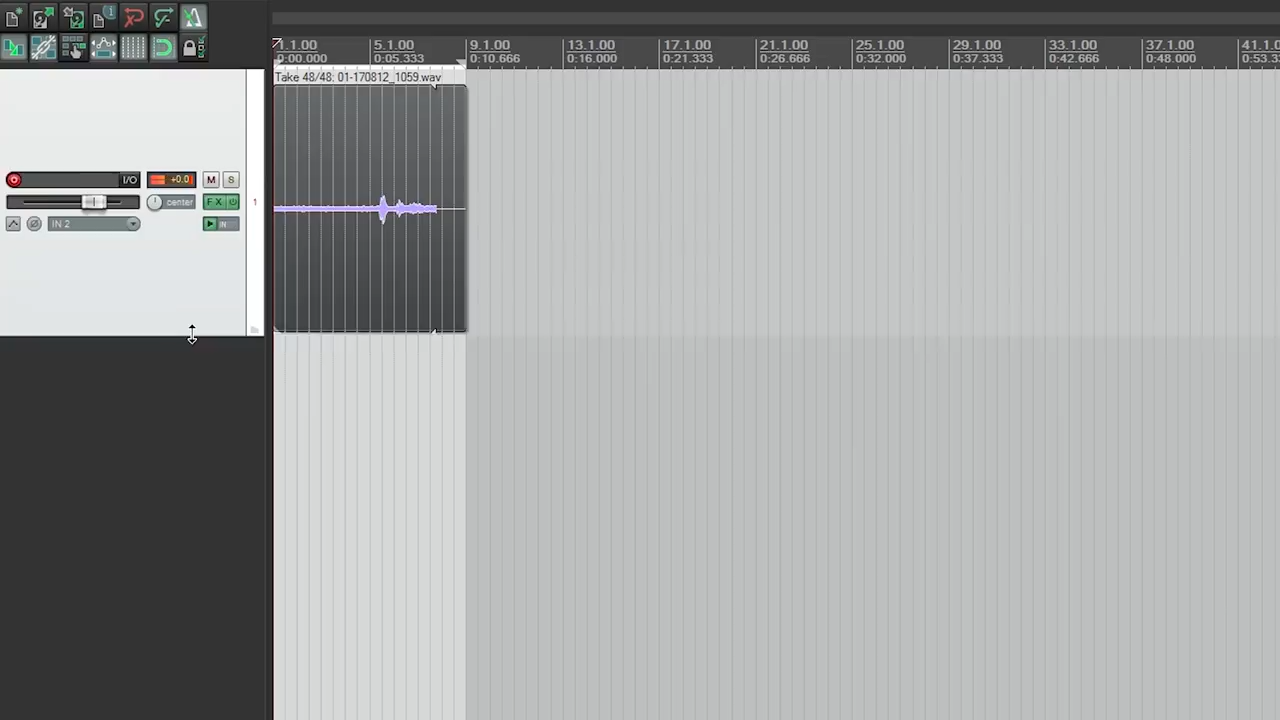 1.1.00 5.1.00 9.1.00 13.1.00 17.1.00 21.1.00 25.1.00 29.1.00 33.1.00 37.1.00 41.1.0
0:00.000 0:05.333 0:10.666 0:16.000 0:21.333 0:26.666 0:32.000 0:37.333 0:42.666 0:48.000 0:53.3
Take 48/48: 01-170812_1059.wav
I/O +0.0 M S
center FX 1
IN 2 IN